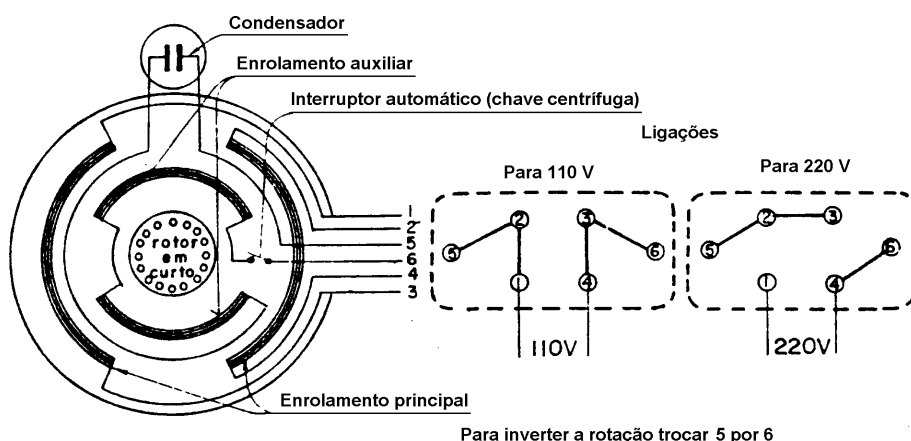 Condensador
Enrolamento auxiliar
Interruptor automático (chave centrífuga)
Ligações
Para 110 V
Para 220 V
rotor
em
curto
1
2
5
6
4
3
2
3
5
6
1
4
110V
2
3
5
6
1
4
220V
Enrolamento principal
Para inverter a rotação trocar 5 por 6